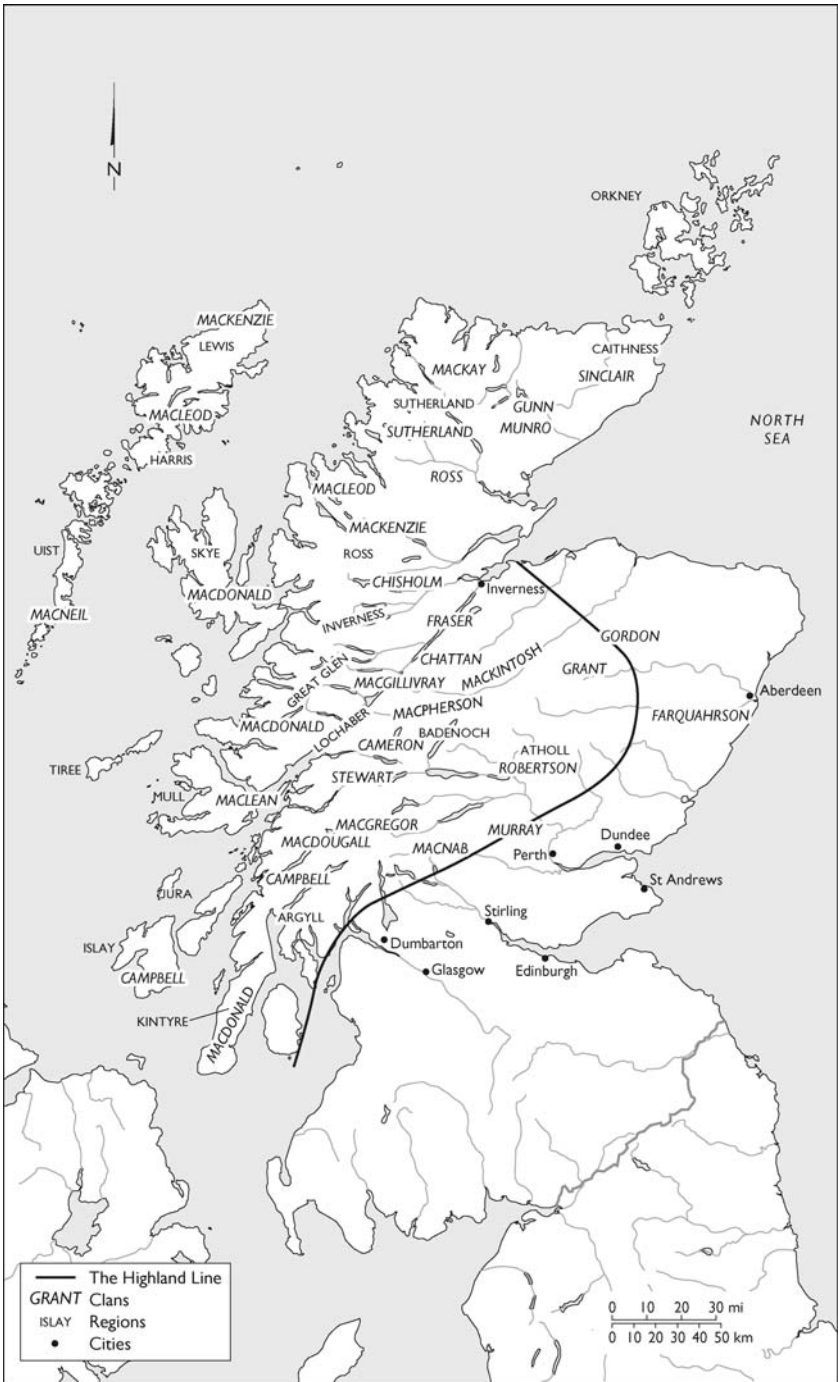 N
ORKNEY
MACKENZIE
LEWIS
CAITHNESS
MACKAY
SINCLAIR
SUTHERLAND
GUNN
MACLEOD
NORTH
SEA
SUTHERLAND
MUNRO
HARRIS
ROSS
MACLEOD
MACKENZIE
UIST
SKYE
ROSS
CHISHOLM
Inverness
MACDONALD
MACNEIL
INVERNESS
FRASER
GORDON
CHATTAN
GRANT
MACKINTOSH
GREAT GLEN
MACGILLIVRAY
Aberdeen
MACPHERSON
FARQUAHRSON
MACDONALD
LOCHABER
BADENOCH
CAMERON
ATHOLL
TIREE
STEWART
ROBERTSON
MULL
MACLEAN
MACGREGOR
MURRAY
Dundee
MACDOUGALL
MACNAB
Perth
CAMPBELL
JURA
St Andrews
ARGYLL
Stirling
ISLAY
Dumbarton
CAMPBELL
Glasgow
Edinburgh
KINTYRE
MACDONALD
The Highland Line
GRANT Clans
ISLAY Regions
Cities
0 10 20 30 mi
0 10 20 30 40 50 km